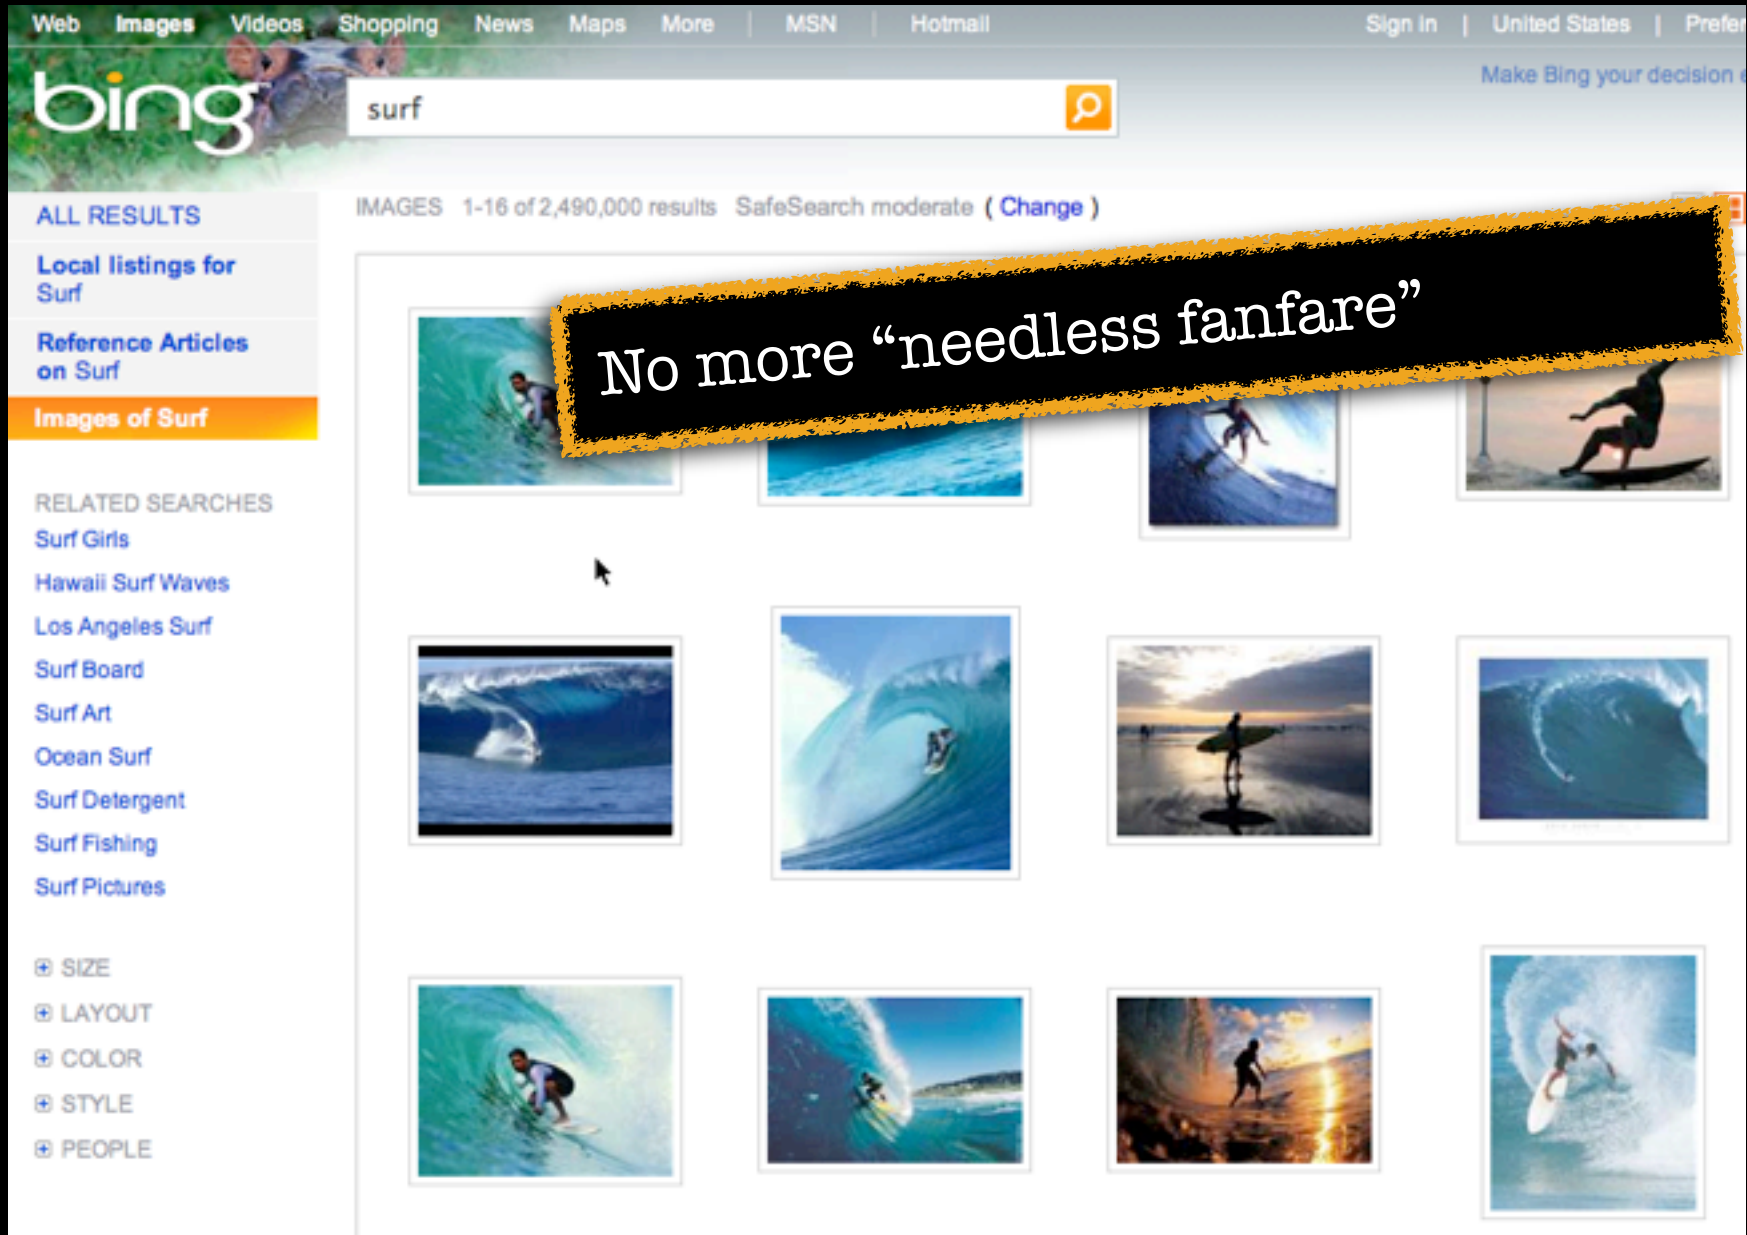 Web Images Videos Shopping News Maps More | MSN | Hotmail Sign in | United States | Prefer
bing
surf
Make Bing your decision e
ALL RESULTS
IMAGES 1-16 of 2,490,000 results SafeSearch moderate ( Change )
Local listings for
Surf
Reference Articles
on Surf
Images of Surf
No more “needless fanfare”
RELATED SEARCHES
Surf Girls
Hawaii Surf Waves
Los Angeles Surf
Surf Board
Surf Art
Ocean Surf
Surf Detergent
Surf Fishing
Surf Pictures
SIZE
LAYOUT
COLOR
STYLE
PEOPLE